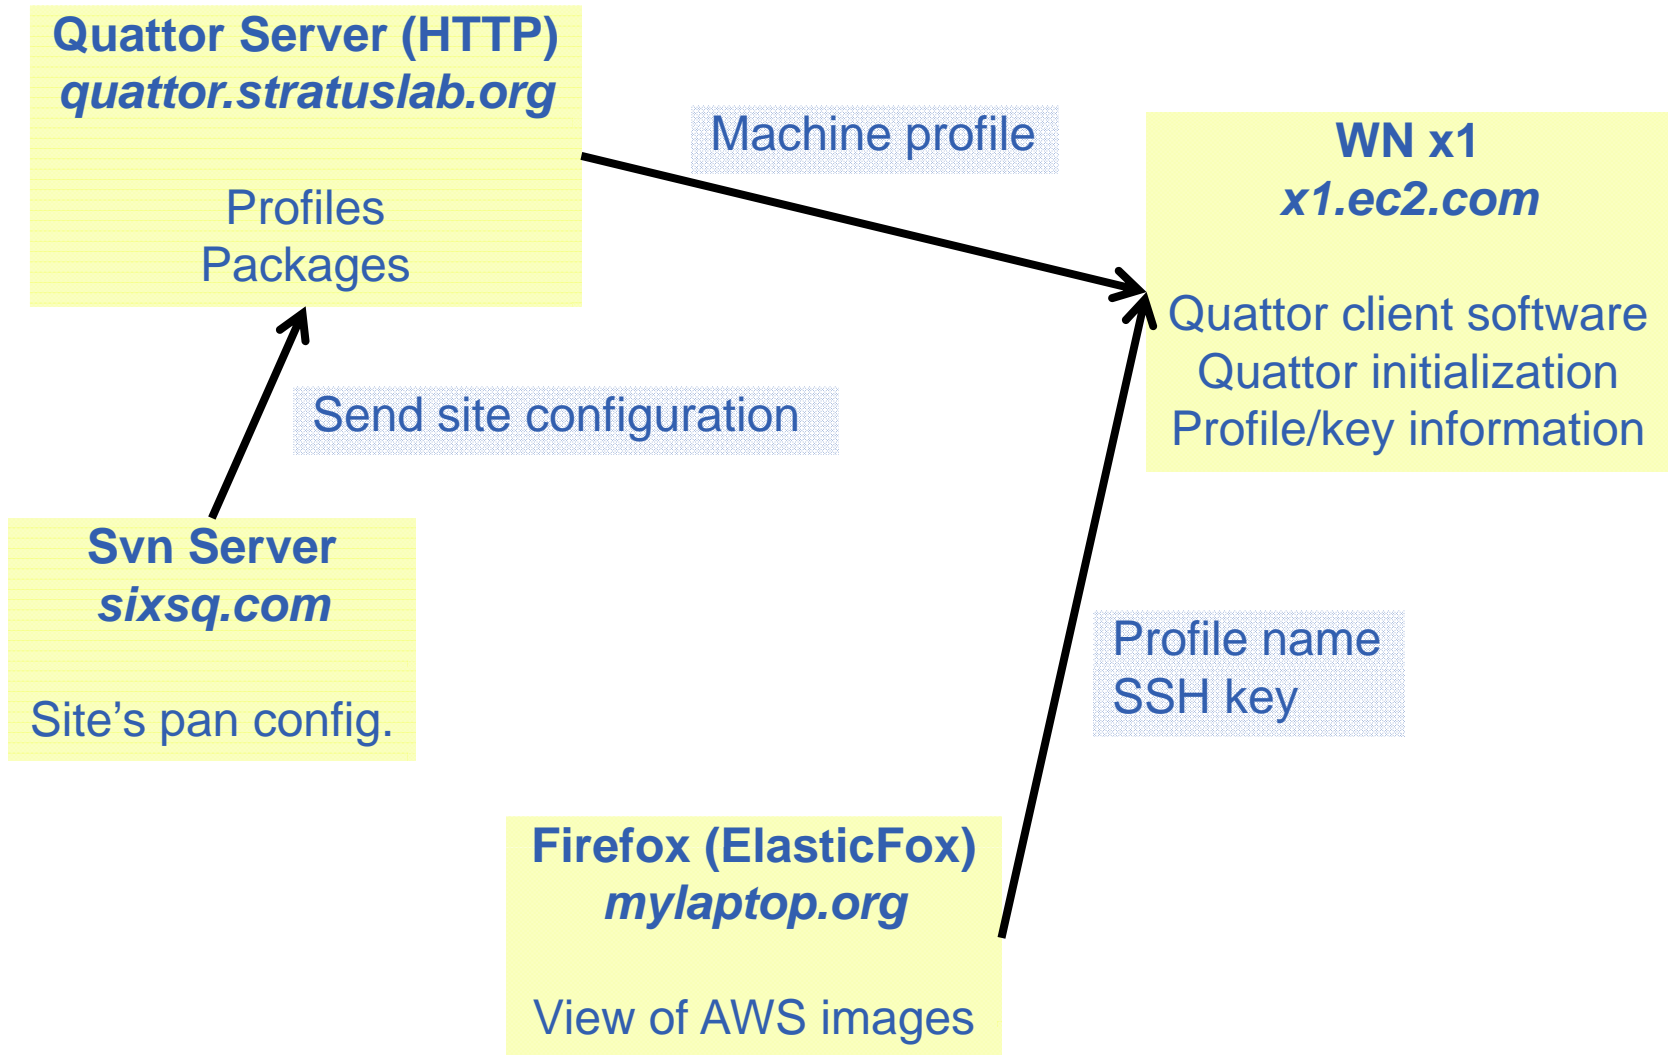 Quattor Server (HTTP)
quattor.stratuslab.org
Profiles
Packages
Machine profile
WN x1
x1.ec2.com
Quattor client software
Quattor initialization
Profile/key information
Send site configuration
Svn Server
sixsq.com
Site’s pan config.
Profile name
SSH key
Firefox (ElasticFox)
mylaptop.org
View of AWS images